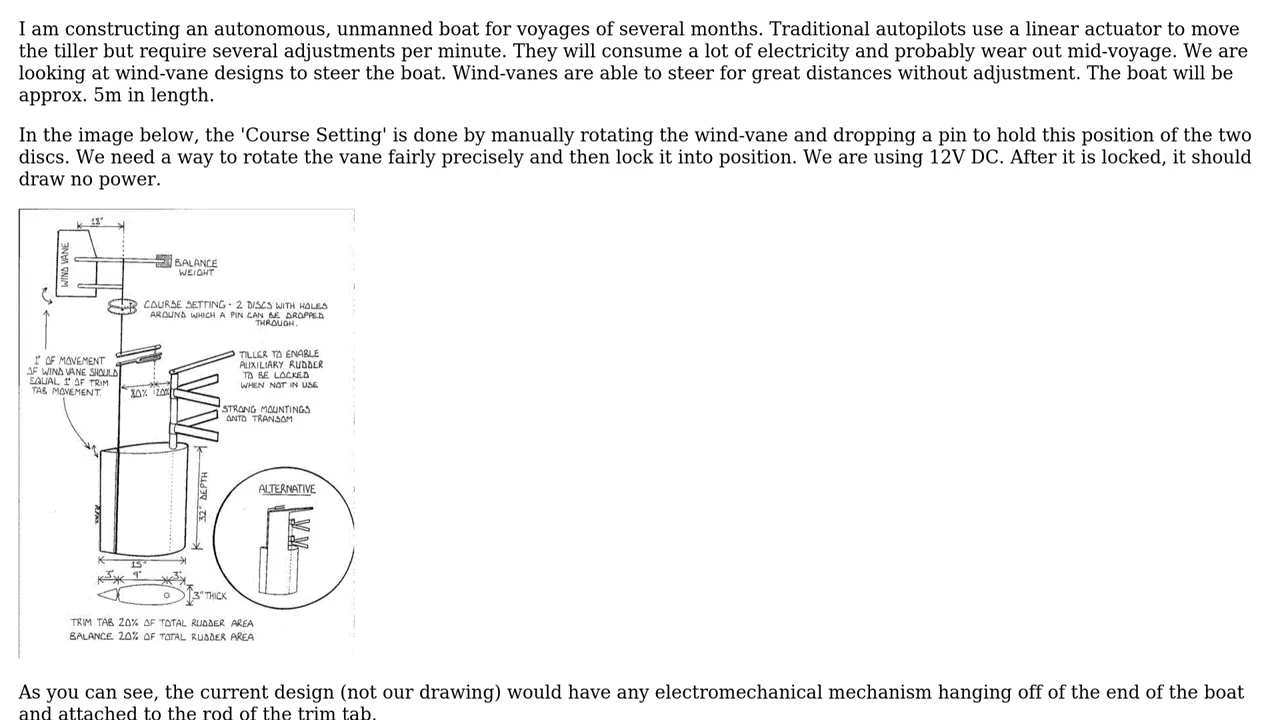 I am constructing an autonomous, unmanned boat for voyages of several months. Traditional autopilots use a linear actuator to move
the tiller but require several adjustments per minute. They will consume a lot of electricity and probably wear out mid-voyage. We are
looking at wind-vane designs to steer the boat. Wind-vanes are able to steer for great distances without adjustment. The boat will be
approx. 5m in length.
In the image below, the 'Course Setting' is done by manually rotating the wind-vane and dropping a pin to hold this position of the two
discs. We need a way to rotate the vane fairly precisely and then lock it into position. We are using 12V DC. After it is locked, it should
draw no power.
18"
WIND VANE
BALANCE
WEIGHT
COURSE SETTING - 2 DISCS WITH HOLES
AROUND WHICH A PIN CAN BE DROPPED
THROUGH.
1° OF MOVEMENT
OF WIND VANE SHOULD
EQUAL 1° OF TRIM
TAB MOVEMENT.
TILLER TO ENABLE
AUXILIARY RUDDER
TO BE LOCKED
WHEN NOT IN USE
80% 20%
STRONG MOUNTINGS
ONTO TRANSOM
32" DEPTH
ALTERNATIVE
15"
3" 9" 3"
3" THICK
TRIM TAB 20% OF TOTAL RUDDER AREA
BALANCE 20% OF TOTAL RUDDER AREA
As you can see, the current design (not our drawing) would have any electromechanical mechanism hanging off of the end of the boat
and attached to the rod of the trim tab.